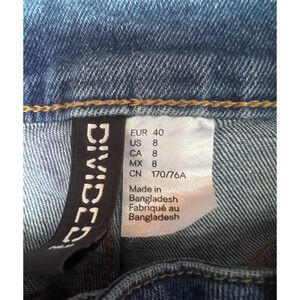 DIVIDED
EUR 40
US 8
CA 8
MX 8
CN 170/76A
Made in
Bangladesh
Fabriqué au
Bangladesh